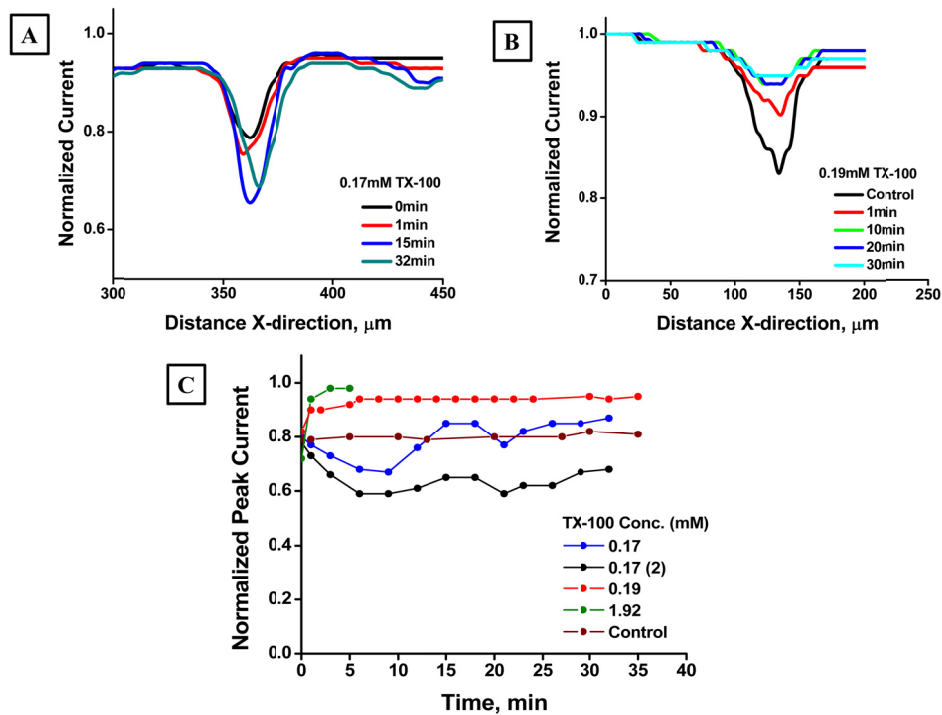 A
1.0
0.8
0.6
Normalized Current
0.17mM TX-100
0min
1min
15min
32min
300
350
400
450
Distance X-direction, μm
B
1.0
0.9
0.8
0.7
Normalized Current
0.19mM TX-100
Control
1min
10min
20min
30min
0
50
100
150
200
250
Distance X-direction, μm
C
1.0
0.8
0.6
0.4
0.2
0.0
Normalized Peak Current
TX-100 Conc. (mM)
0.17
0.17 (2)
0.19
1.92
Control
0
5
10
15
20
25
30
35
40
Time, min